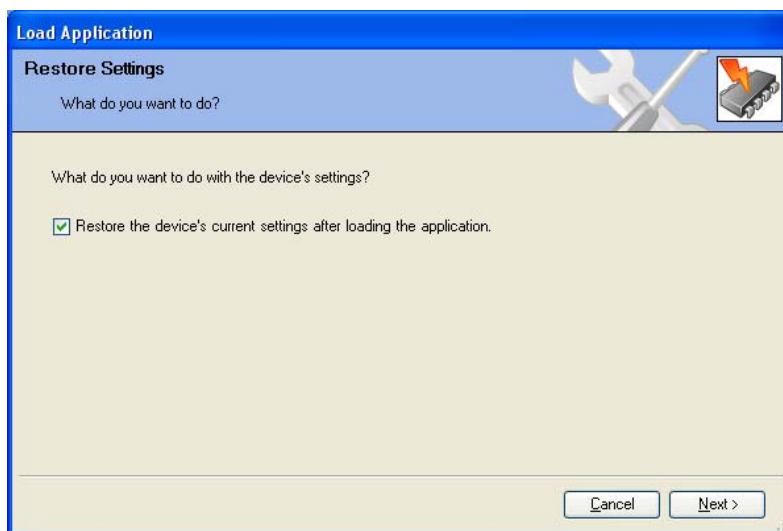 Load Application
Restore Settings
What do you want to do?
What do you want to do with the device's settings?
Restore the device's current settings after loading the application.
Cancel
Next >